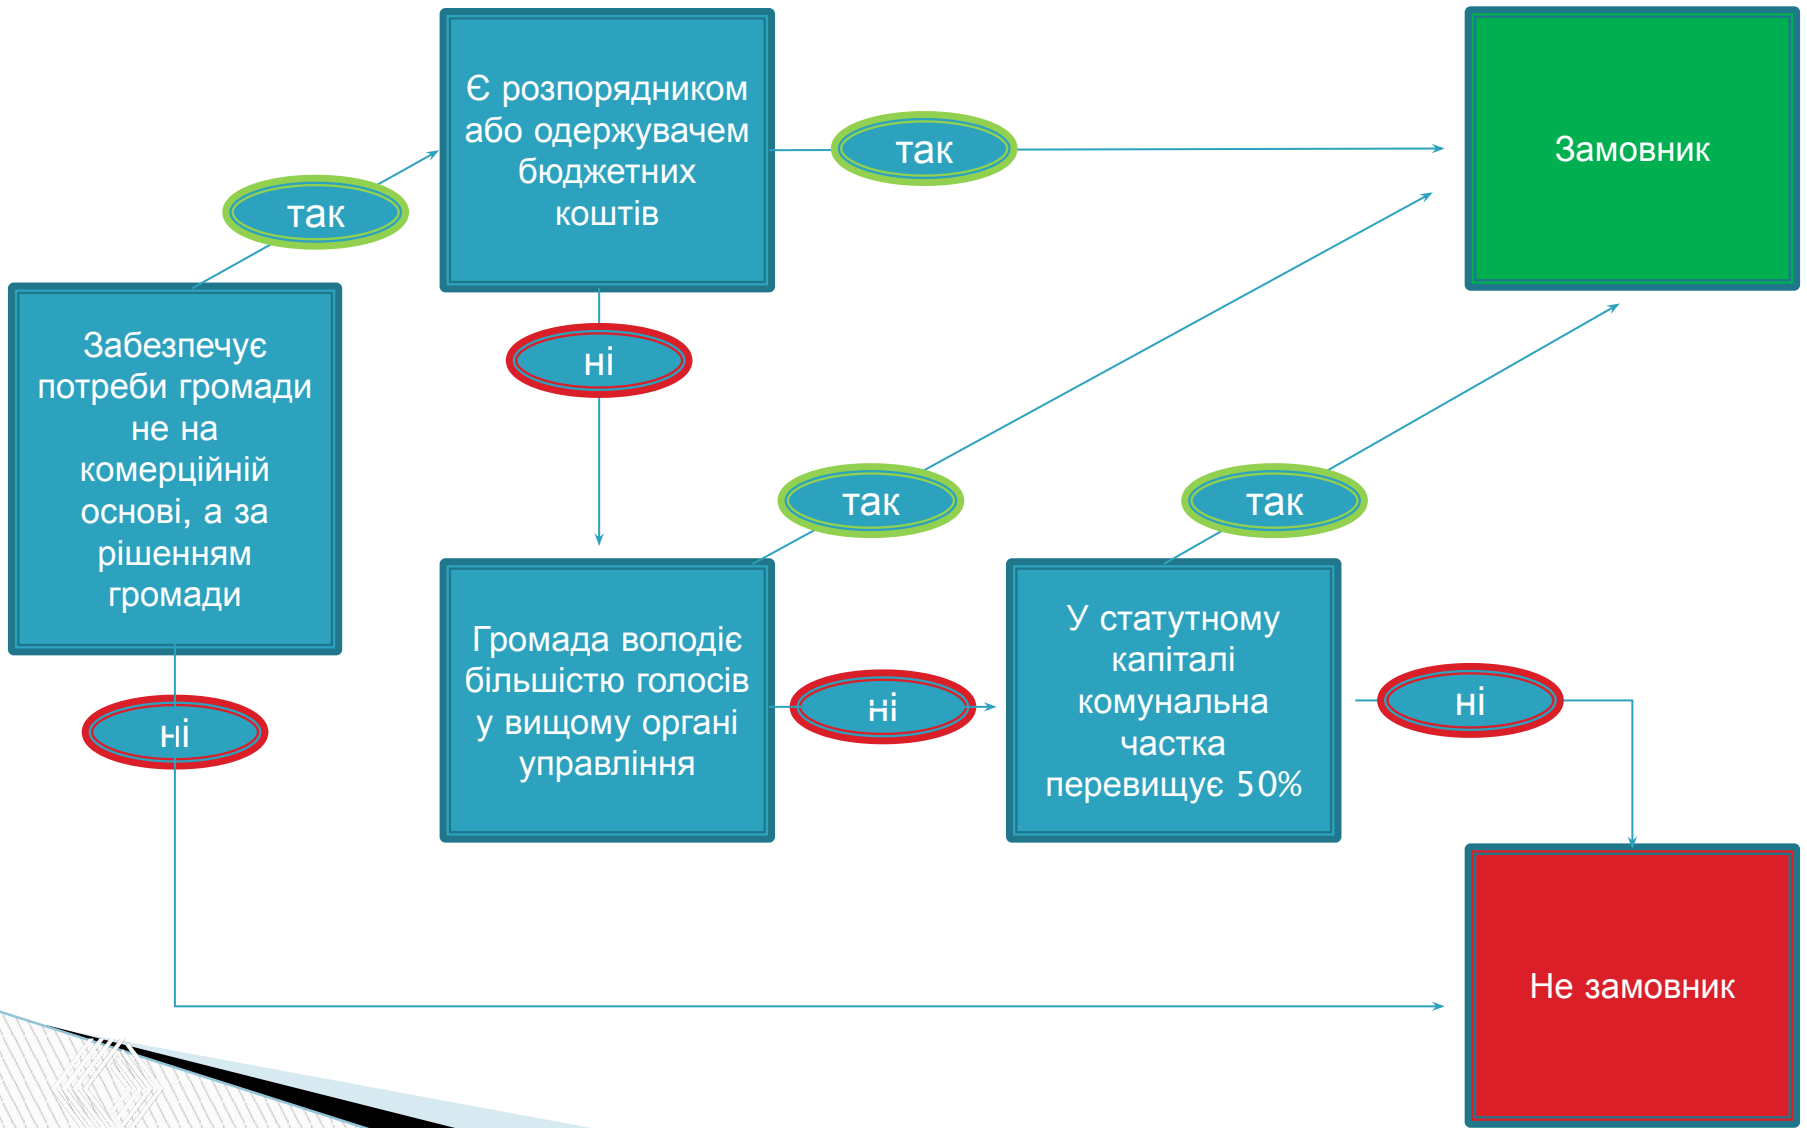 Є розпорядником
або одержувачем
бюджетних
коштів
так
Замовник
так
Забезпечує
потреби громади
не на
комерційній
основі, а за
рішенням
громади
ні
так
так
Громада володіє
більшістю голосів
у вищому органі
управління
ні
У статутному
капіталі
комунальна
частка
перевищує 50%
ні
ні
Не замовник